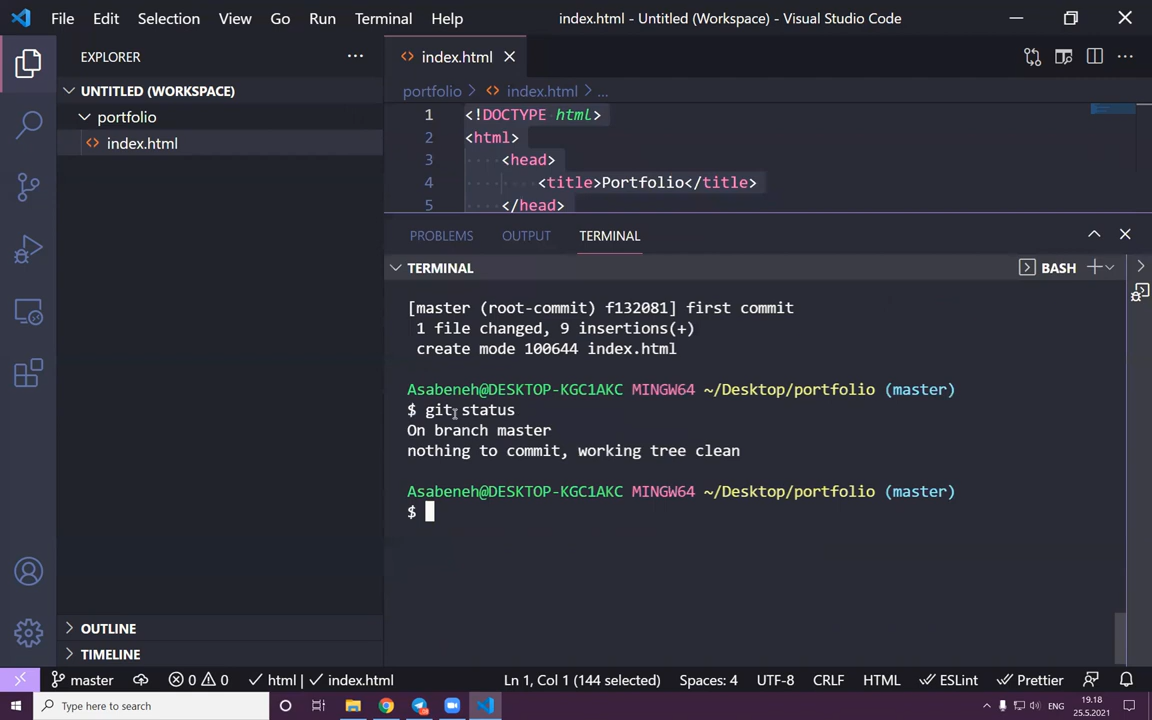 File Edit Selection View Go Run Terminal Help index.html - Untitled (Workspace) - Visual Studio Code
EXPLORER
UNTITLED (WORKSPACE)
portfolio
index.html
OUTLINE
TIMELINE
index.html
portfolio > index.html > ...
1 <!DOCTYPE html>
2 <html>
3 <head>
4 <title>Portfolio</title>
5 </head>
PROBLEMS OUTPUT TERMINAL
TERMINAL BASH
[master (root-commit) f132081] first commit
1 file changed, 9 insertions(+)
create mode 100644 index.html
Asabeneh@DESKTOP-KGC1AKC MINGW64 ~/Desktop/portfolio (master)
$ git status
On branch master
nothing to commit, working tree clean
Asabeneh@DESKTOP-KGC1AKC MINGW64 ~/Desktop/portfolio (master)
$
master 0 0 html | index.html Ln 1, Col 1 (144 selected) Spaces: 4 UTF-8 CRLF HTML ESLint Prettier
Type here to search ENG 19.18
25.5.2021